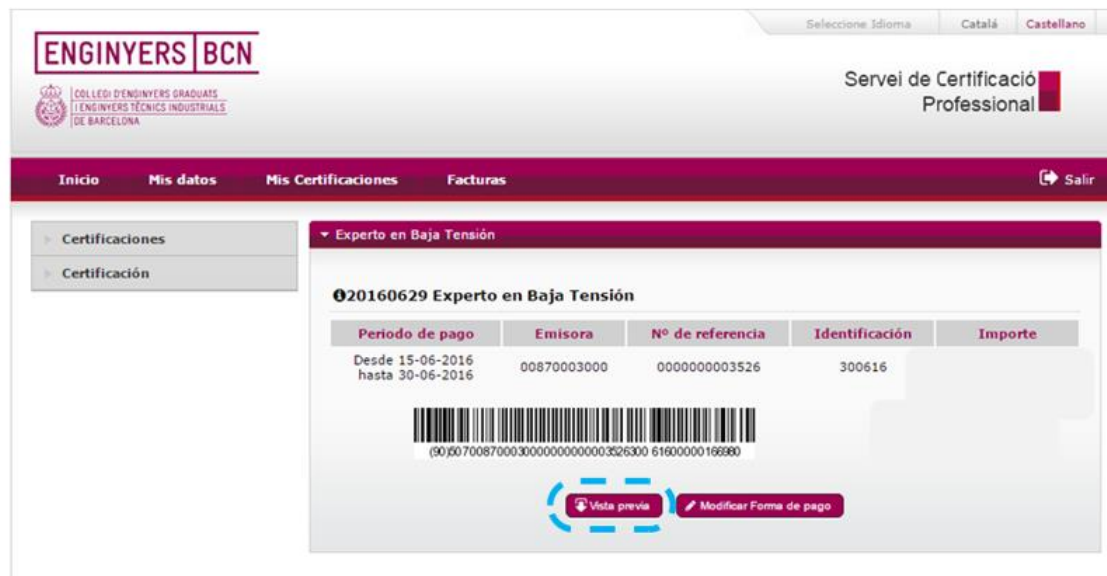 Seleccione Idioma Catalá Castellano
ENGINYERS BCN
COL·LEGI D'ENGINYERS GRADUATS
I ENGINYERS TÈCNICS INDUSTRIALS
DE BARCELONA
Servei de Certificació
Professional
Inicio Mis datos Mis Certificaciones Facturas Salir
Certificaciones
Certificación
Experto en Baja Tensión
20160629 Experto en Baja Tensión
Periodo de pago Emisora Nº de referencia Identificación Importe
Desde 15-06-2016
hasta 30-06-2016 00870003000 0000000003526 300616
(90)50700870003000000000003526300 61600000166980
Vista previa Modificar Forma de pago